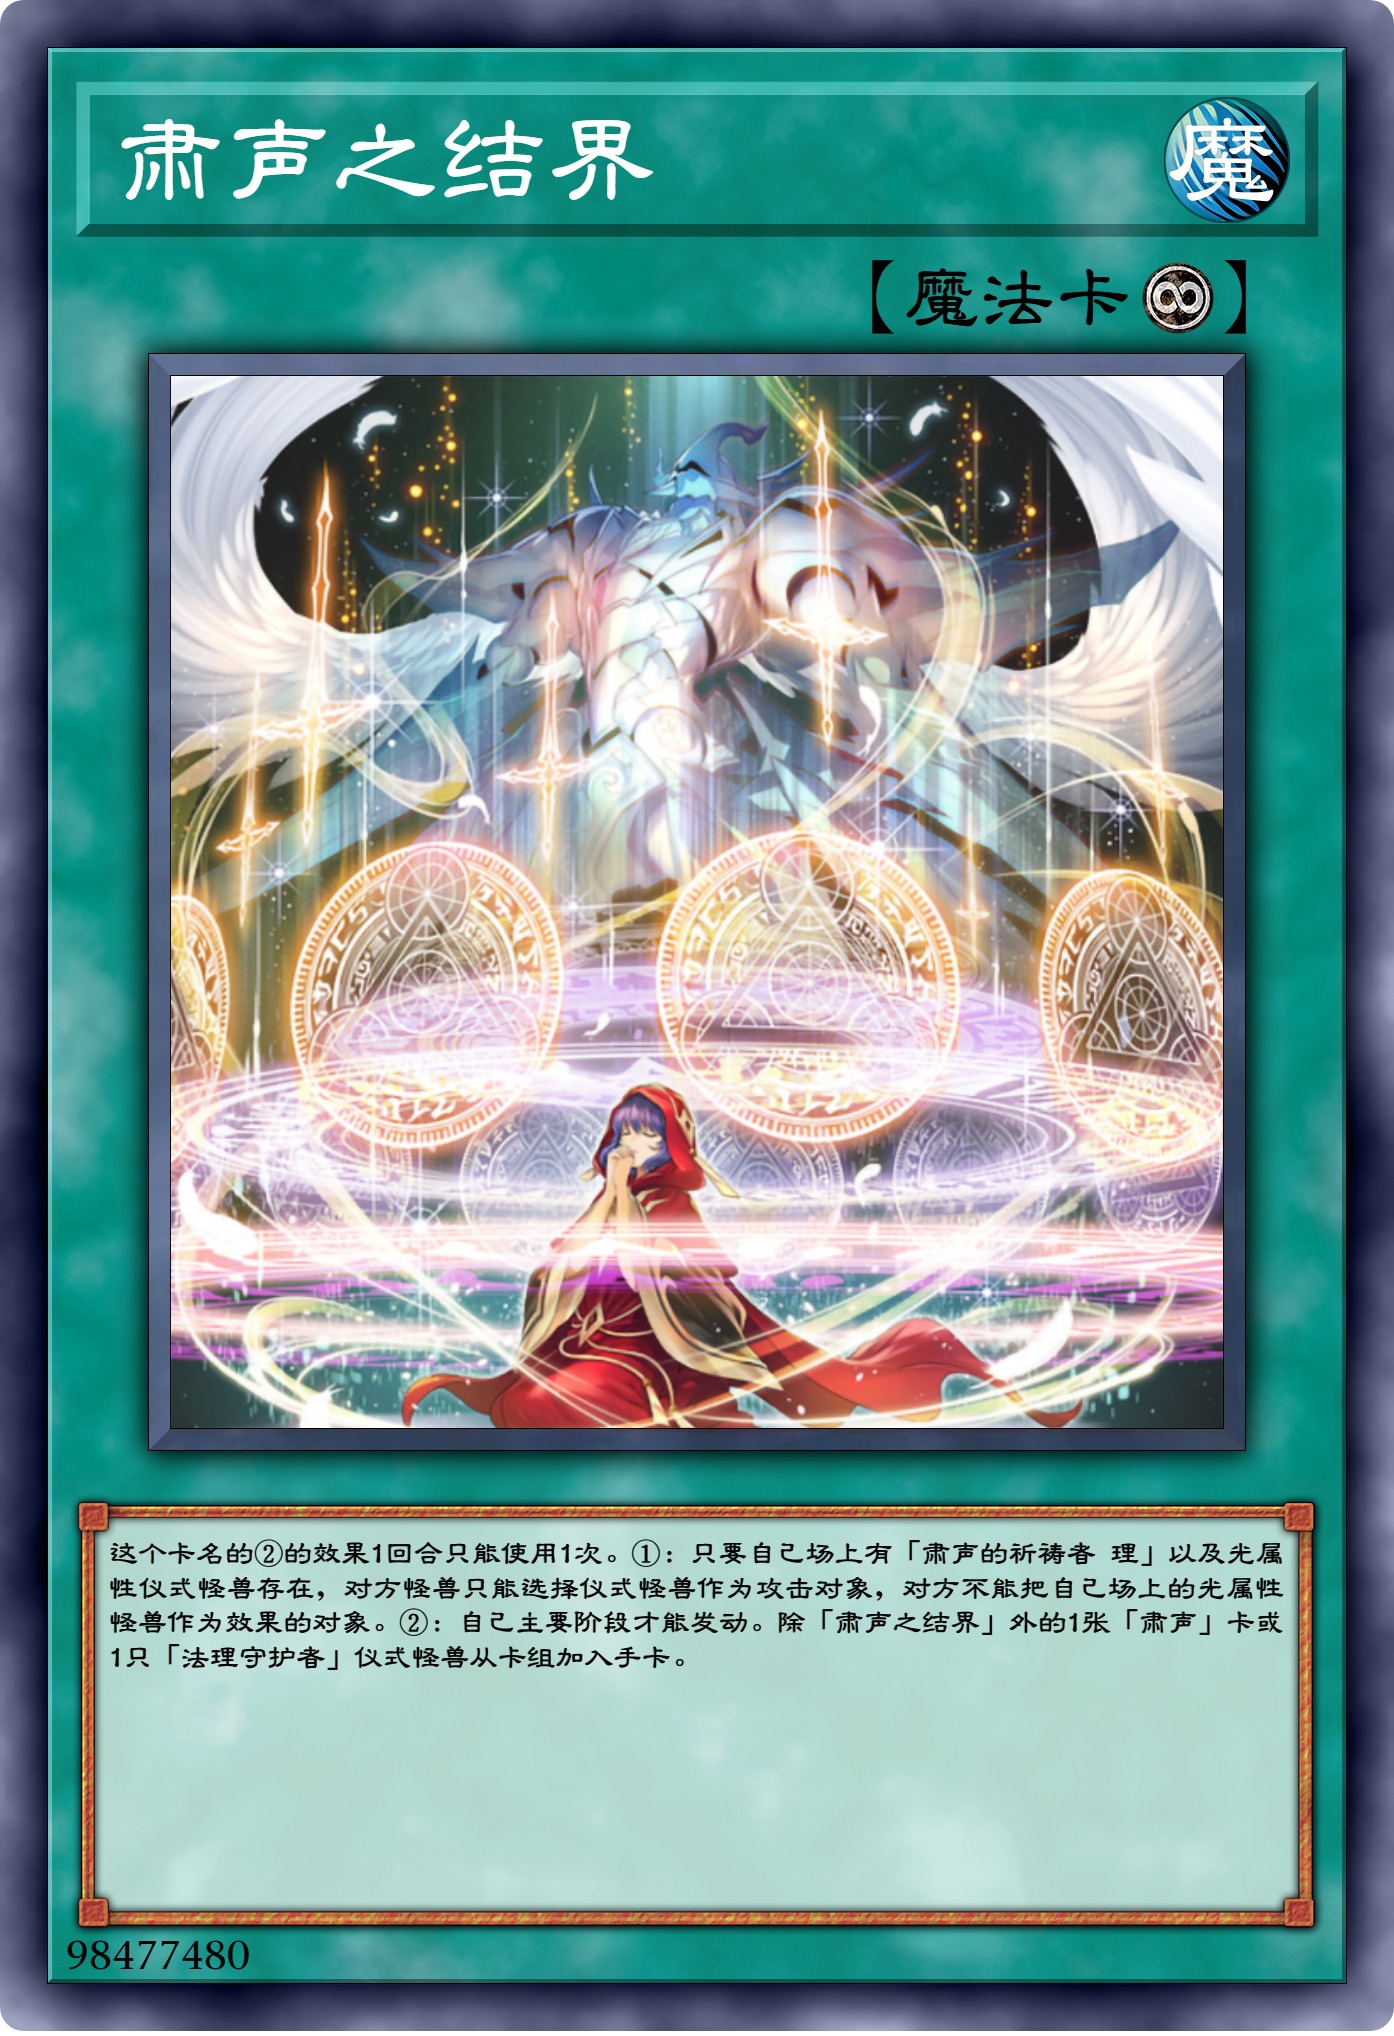 肃声之结界
魔
【魔法卡】
这个卡名的②的效果1回合只能使用1次。①：只要自己场上有「肃声的祈祷者 理」以及光属
性仪式怪兽存在，对方怪兽只能选择仪式怪兽作为攻击对象，对方不能把自己场上的光属性
怪兽作为效果的对象。②：自己主要阶段才能发动。除「肃声之结界」外的1张「肃声」卡或
1只「法理守护者」仪式怪兽从卡组加入手卡。
98477480